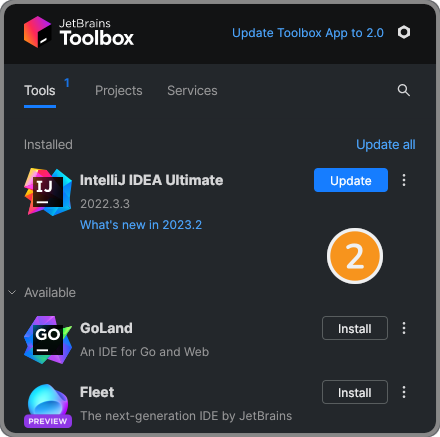 JetBrains
Toolbox
Update Toolbox App to 2.0
Tools 1
Projects
Services
Installed
Update all
IJ
IntelliJ IDEA Ultimate
Update
2022.3.3
What's new in 2023.2
2
Available
GO
GoLand
Install
An IDE for Go and Web
Fleet
Install
PREVIEW
The next-generation IDE by JetBrains